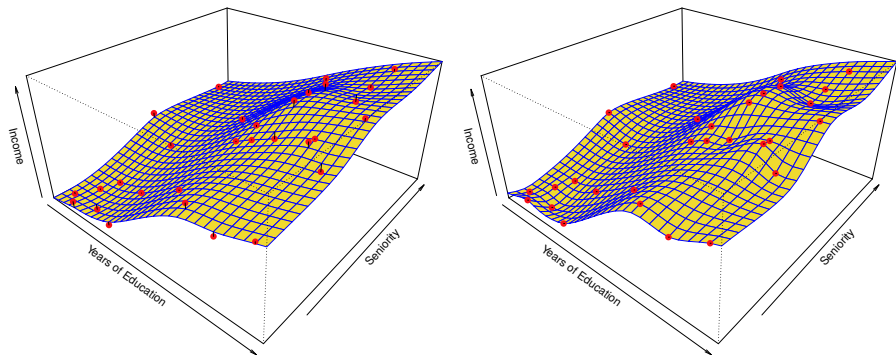 Income
Years of Education
Seniority
Income
Years of Education
Seniority